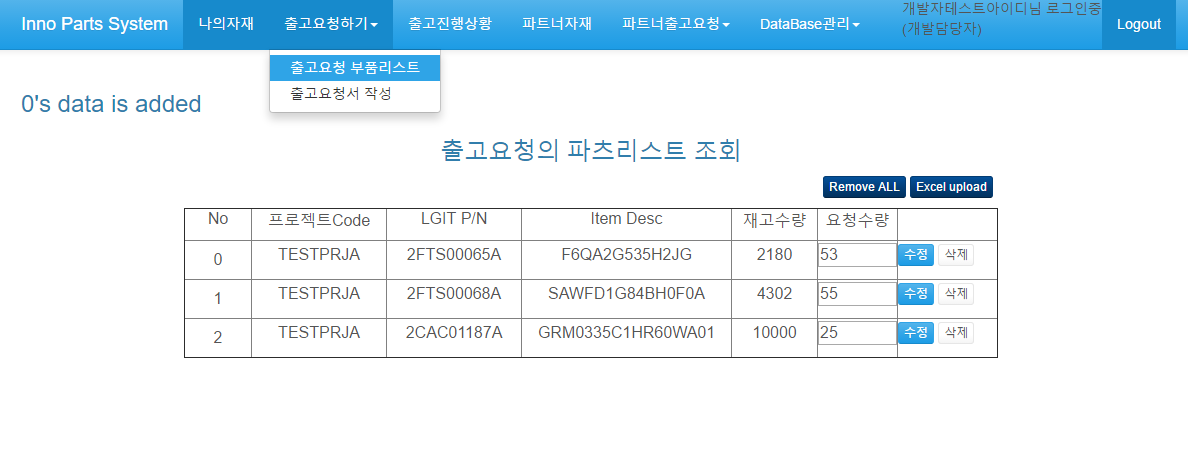 Inno Parts System 나의자재 출고요청하기 출고진행상황 파트너자재 파트너출고요청 DataBase관리 개발자테스트아이디님 로그인중 Logout
(개발담당자)
출고요청 부품리스트
출고요청서 작성
0's data is added
출고요청의 파츠리스트 조회
Remove ALL Excel upload
No 프로젝트Code LGIT P/N Item Desc 재고수량 요청수량
0 TESTPRJA 2FTS00065A F6QA2G535H2JG 2180 53 수정 삭제
1 TESTPRJA 2FTS00068A SAWFD1G84BH0F0A 4302 55 수정 삭제
2 TESTPRJA 2CAC01187A GRM0335C1HR60WA01 10000 25 수정 삭제